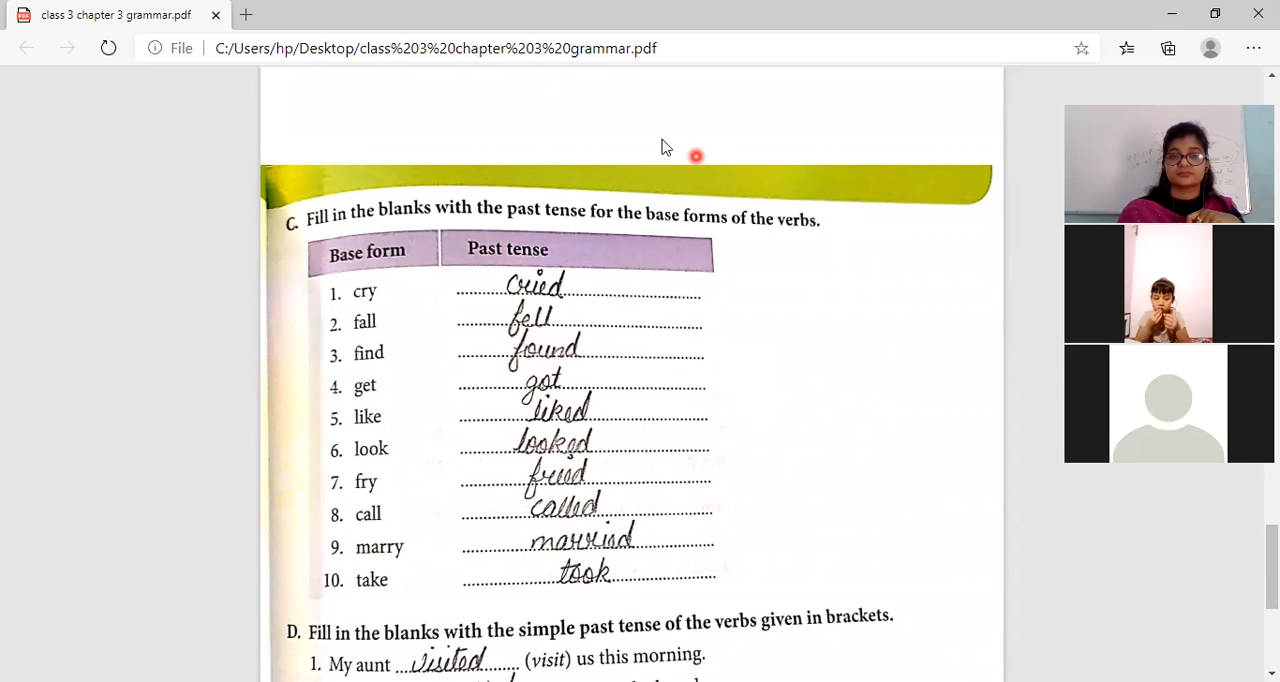 class 3 chapter 3 grammar.pdf
File C:/Users/hp/Desktop/class%203%20chapter%203%20grammar.pdf
C. Fill in the blanks with the past tense for the base forms of the verbs.
Base form Past tense
1. cry cried
2. fall fell
3. find found
4. get got
5. like liked
6. look looked
7. fry fried
8. call called
9. marry married
10. take took
D. Fill in the blanks with the simple past tense of the verbs given in brackets.
1. My aunt visited (visit) us this morning.